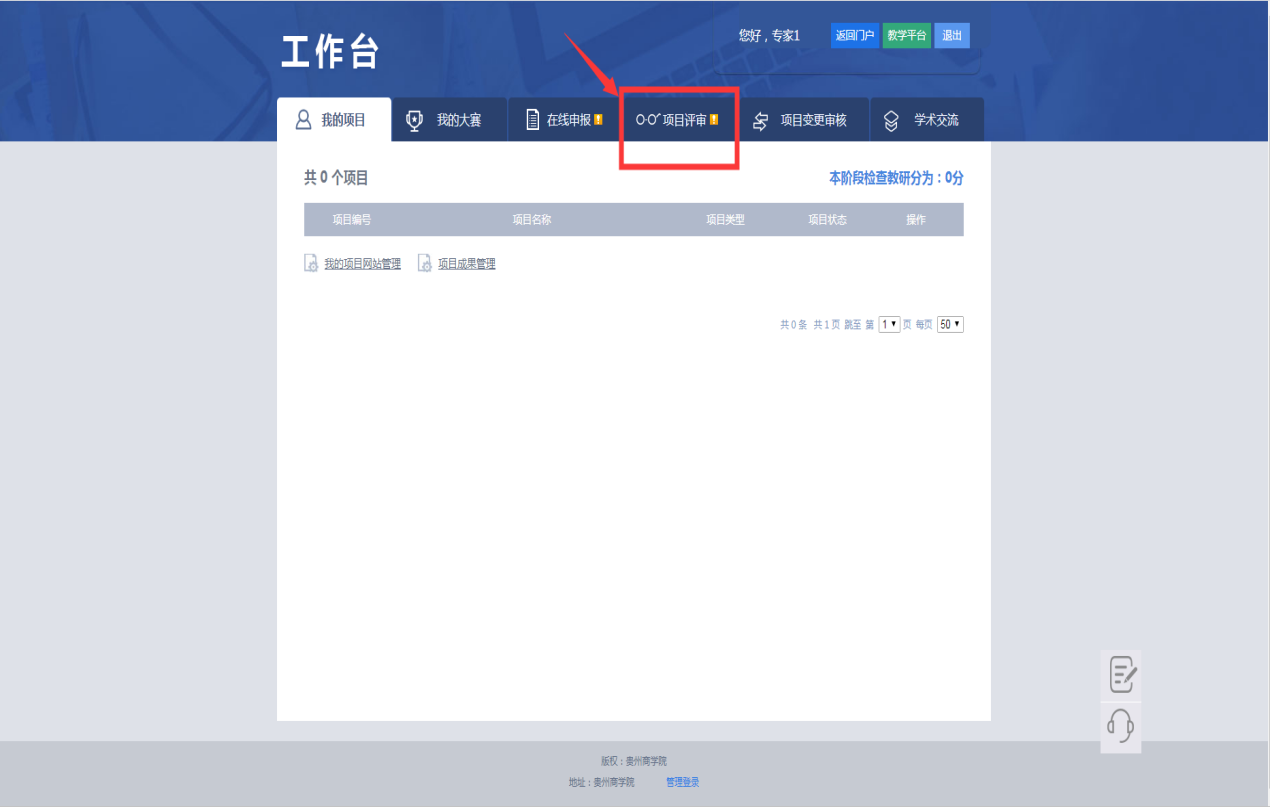 工作台
您好，专家1 返回门户 教学平台 退出
我的项目 我的大赛 在线申报 项目评审 项目变更审核 学术交流
共 0 个项目 本阶段检查教研分为：0分
项目编号 项目名称 项目类型 项目状态 操作
我的项目网站管理 项目成果管理
共 0 条 共 1 页 跳至 第 1 页 每页 50
版权：贵州商学院
地址：贵州商学院 管理登录